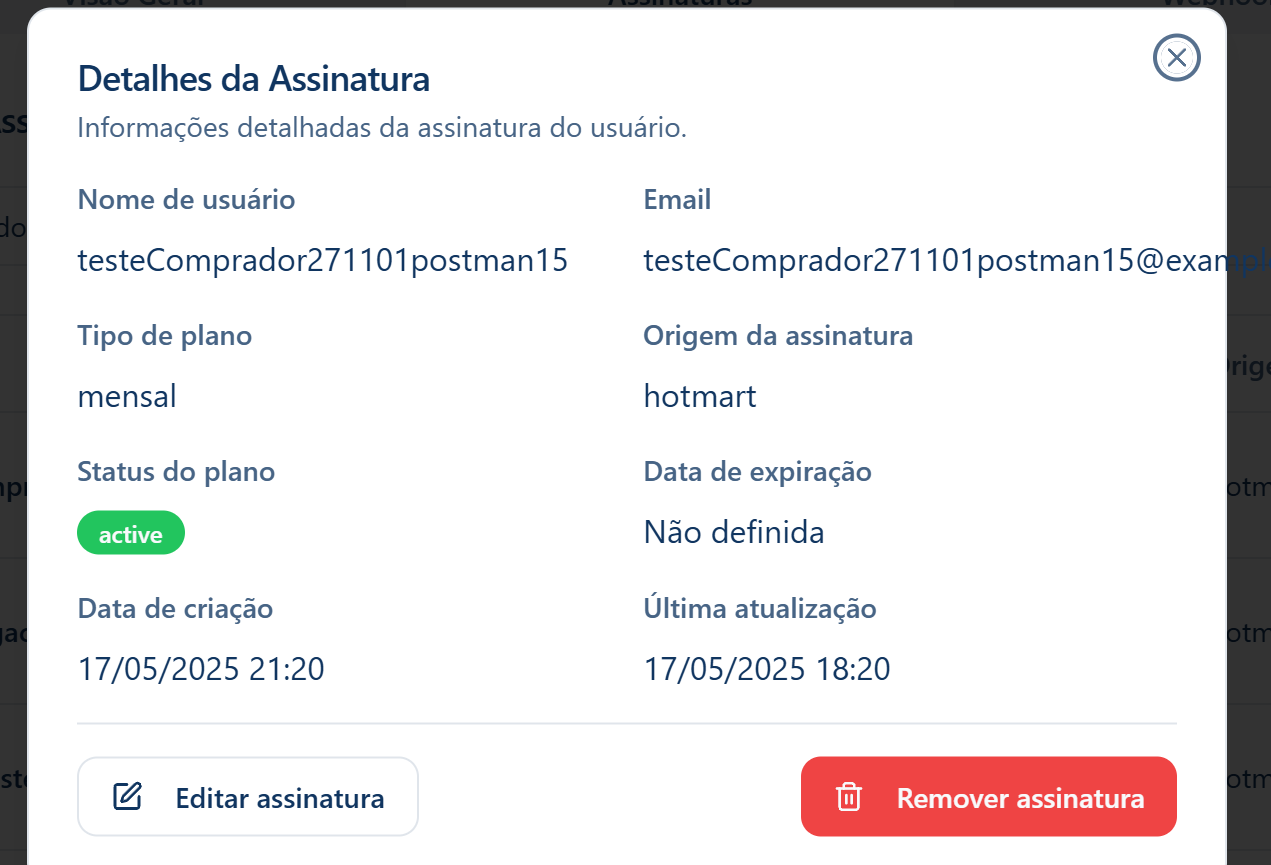 Detalhes da Assinatura
Informações detalhadas da assinatura do usuário.
Nome de usuário
Email
testeComprador271101postman15
testeComprador271101postman15@example
Tipo de plano
Origem da assinatura
mensal
hotmart
Status do plano
Data de expiração
active
Não definida
Data de criação
Última atualização
17/05/2025 21:20
17/05/2025 18:20
Editar assinatura
Remover assinatura